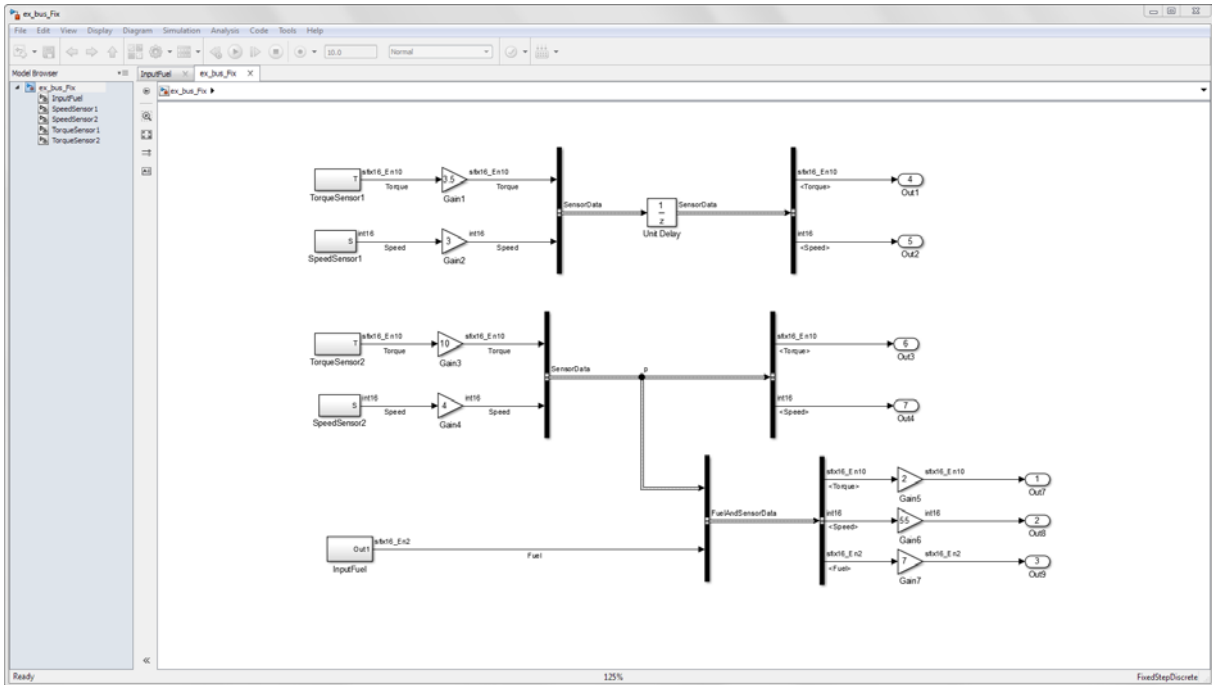 ex_bus_Fix
File Edit View Display Diagram Simulation Analysis Code Tools Help
10.0 Normal
Model Browser
InputFuel ex_bus_Fix
ex_bus_Fix
InputFuel
SpeedSensor1
SpeedSensor2
TorqueSensor1
TorqueSensor2
ex_bus_Fix
T sfix16_En10 3.5 sfix16_En10
Torque Torque
TorqueSensor1 Gain1
S int16 3 int16
Speed Speed
SpeedSensor1 Gain2
SensorData 1 z SensorData
Unit Delay
sfix16_En10 4
<Torque> Out1
int16 5
<Speed> Out2
T sfix16_En10 10 sfix16_En10
Torque Torque
TorqueSensor2 Gain3
S int16 4 int16
Speed Speed
SpeedSensor2 Gain4
SensorData p
sfix16_En10 6
<Torque> Out3
int16 7
<Speed> Out4
Out1 sfix16_En2
Fuel
InputFuel
FuelAndSensorData
sfix16_En10 2 sfix16_En10 1
<Torque> Gain5 Out7
int16 55 int16 2
<Speed> Gain6 Out8
sfix16_En2 7 sfix16_En2 3
<Fuel> Gain7 Out9
Ready 125% FixedStepDiscrete